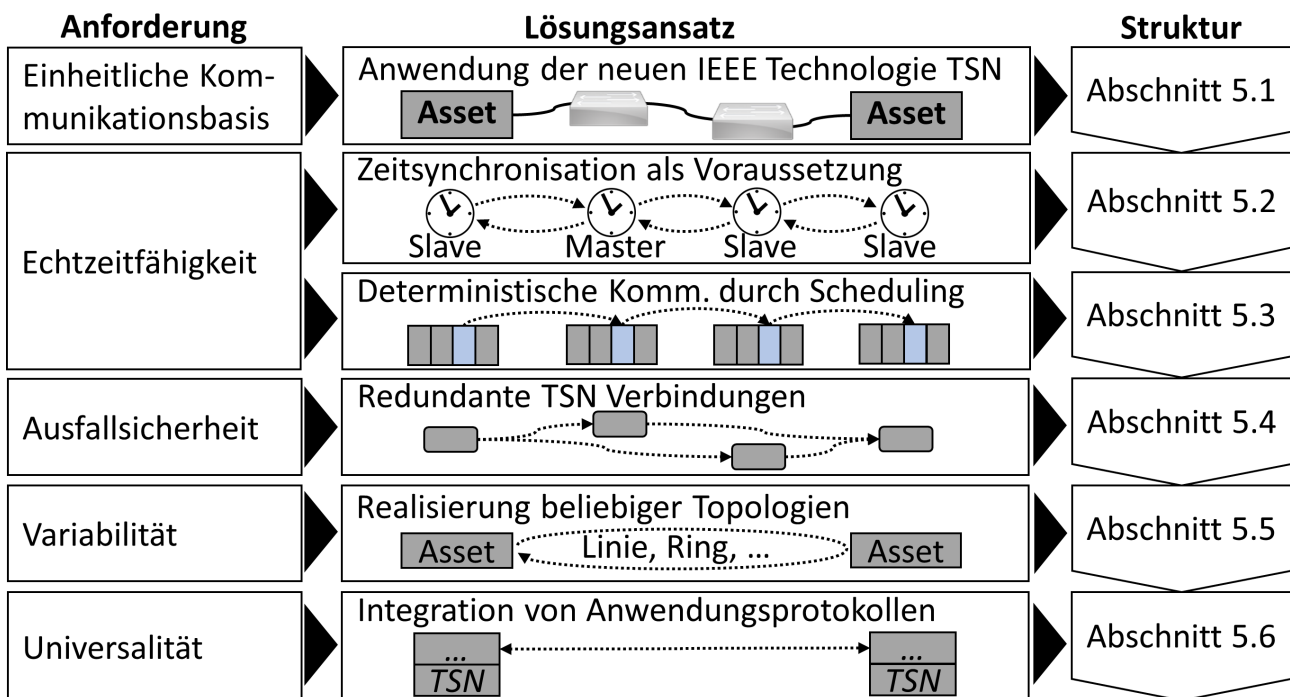 Anforderung
Lösungsansatz
Struktur
Einheitliche Kom-
munikationsbasis
Anwendung der neuen IEEE Technologie TSN
Asset
Asset
Abschnitt 5.1
Echtzeitfähigkeit
Zeitsynchronisation als Voraussetzung
Slave
Master
Slave
Slave
Abschnitt 5.2
Deterministische Komm. durch Scheduling
Abschnitt 5.3
Ausfallsicherheit
Redundante TSN Verbindungen
Abschnitt 5.4
Variabilität
Realisierung beliebiger Topologien
Asset
Linie, Ring, ...
Asset
Abschnitt 5.5
Universalität
Integration von Anwendungsprotokollen
...
TSN
...
TSN
Abschnitt 5.6